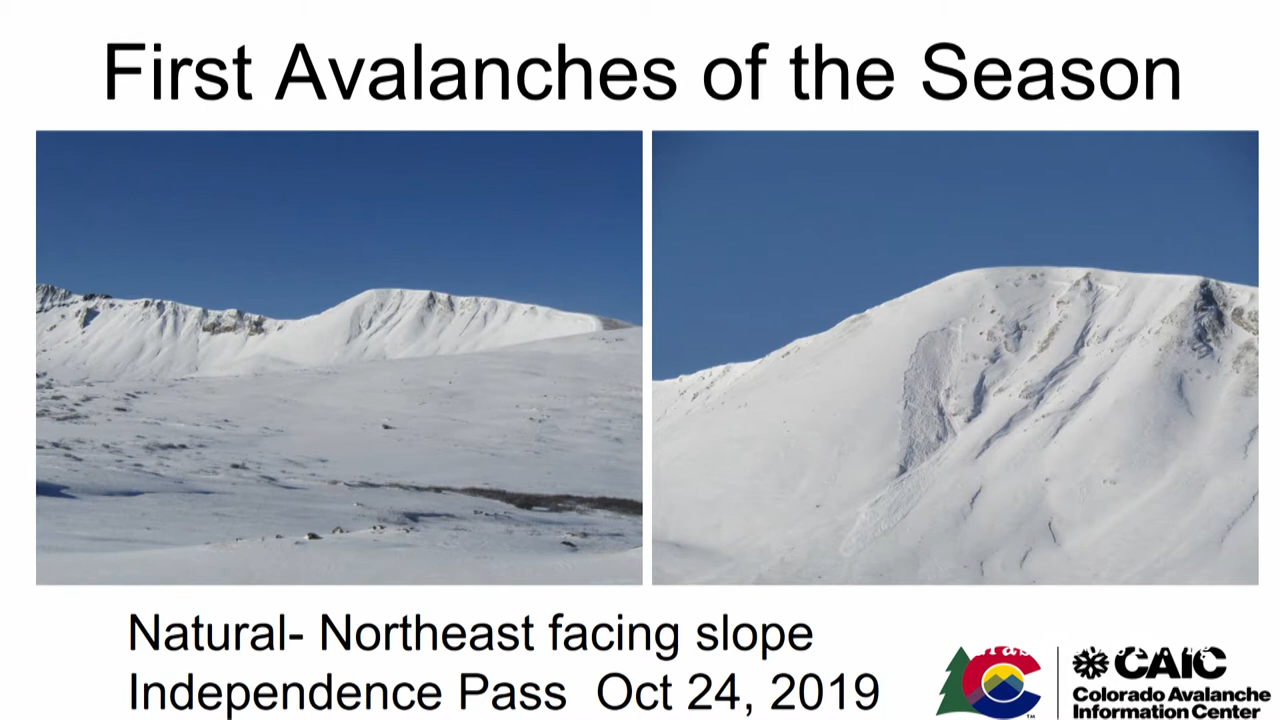 First Avalanches of the Season
Natural- Northeast facing slope
Independence Pass  Oct 24, 2019
CAIC
Colorado Avalanche
Information Center
TM